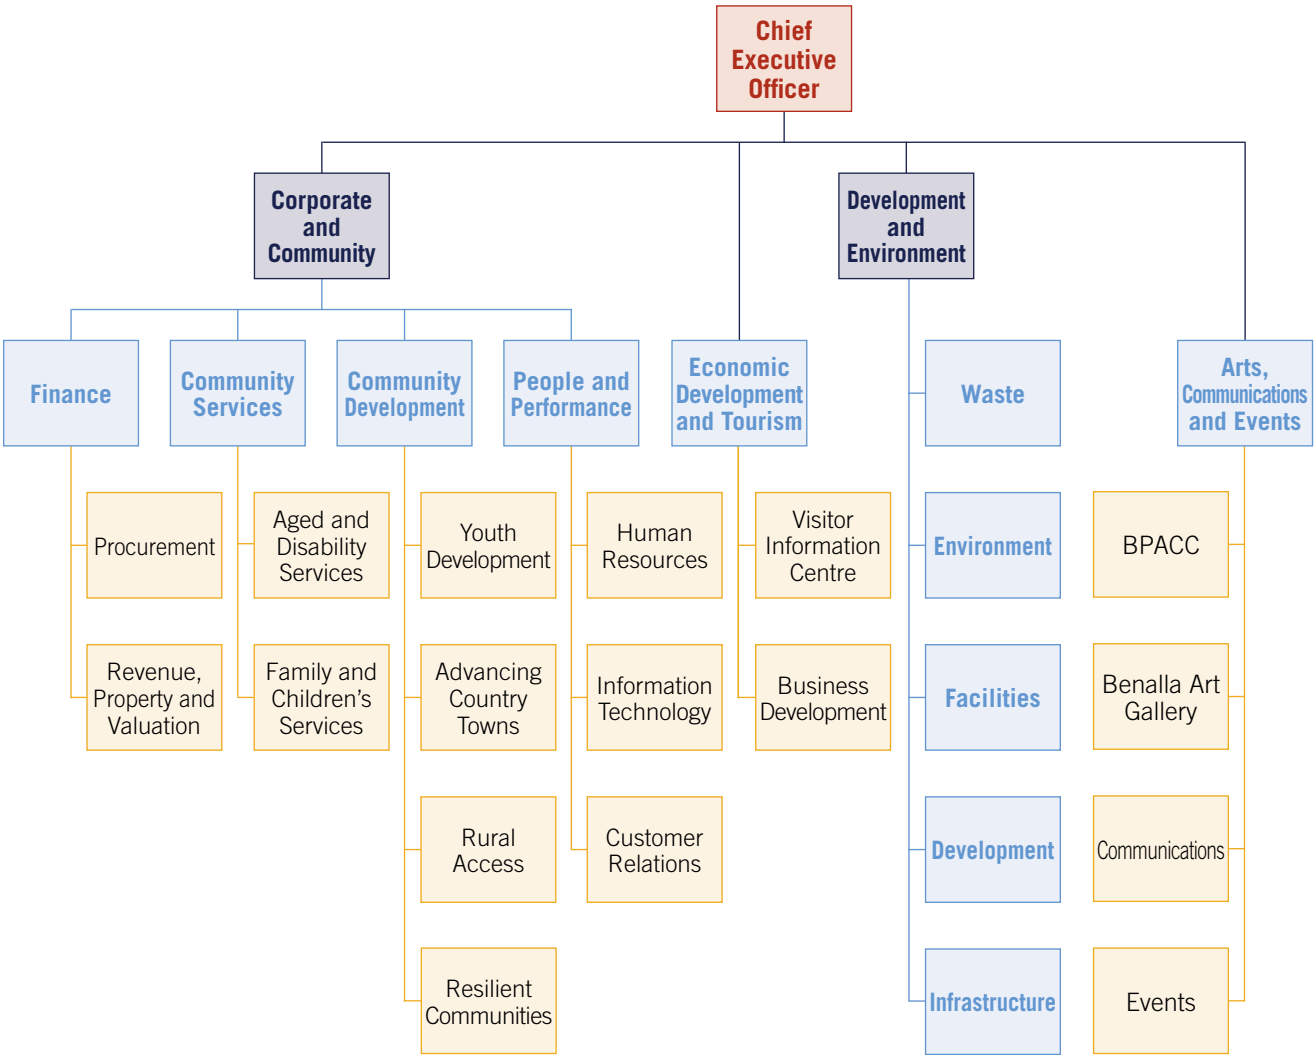 Chief
Executive
Officer
Corporate
and
Community
Development
and
Environment
Finance
Community
Services
Community
Development
People and
Performance
Economic
Development
and Tourism
Waste
Arts,
Communications
and Events
Procurement
Aged and
Disability
Services
Youth
Development
Human
Resources
Visitor
Information
Centre
Environment
BPACC
Revenue,
Property and
Valuation
Family and
Children's
Services
Advancing
Country
Towns
Information
Technology
Business
Development
Facilities
Benalla Art
Gallery
Rural
Access
Customer
Relations
Development
Communications
Resilient
Communities
Infrastructure
Events